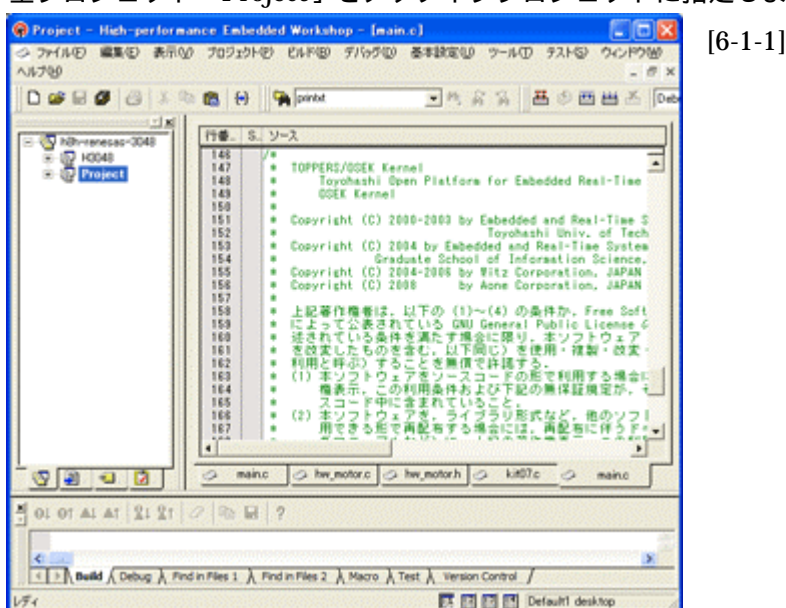 Project - High-performance Embedded Workshop - [main.c]
[6-1-1]
ファイル(F) 編集(E) 表示(V) プロジェクト(P) ビルド(B) デバッグ(D) 基本設定(U) ツール(T) テスト(S) ウィンドウ(W)
ヘルプ(H)
printxt
行番.. S.. ソース
h8h-renesas-3048
H3048
Project
146 /*
147 * TOPPERS/OSEK Kernel
148 * Toyohashi Open Platform for Embedded Real-Time
149 * OSEK Kernel
150 *
151 * Copyright (C) 2000-2003 by Embedded and Real-Time S
152 * Toyohashi Univ. of Tech
153 * Copyright (C) 2004 by Embedded and Real-Time System
154 * Graduate School of Information Science,
155 * Copyright (C) 2004-2006 by Witz Corporation, JAPAN
156 * Copyright (C) 2008 by Aone Corporation, JAPAN
157 *
158 * 上記著作権者は，以下の (1)～(4) の条件か，Free Soft
159 * によって公表されている GNU General Public License の
160 * 述されている条件を満たす場合に限り，本ソフトウェア
161 * を改変したものを含む．以下同じ）を使用・複製・改変・
162 * 利用と呼ぶ）することを無償で許諾する．
163 * (1) 本ソフトウェアをソースコードの形で利用する場合に
164 * 権表示，この利用条件および下記の無保証規定が，そ
165 * スコード中に含まれていること．
166 * (2) 本ソフトウェアを，ライブラリ形式など，他のソフト
167 * 用できる形で再配布する場合には，再配布に伴うド
main.c hw_motor.c hw_motor.h kit07.c main.c
Build Debug Find in Files 1 Find in Files 2 Macro Test Version Control
レディ Default1 desktop